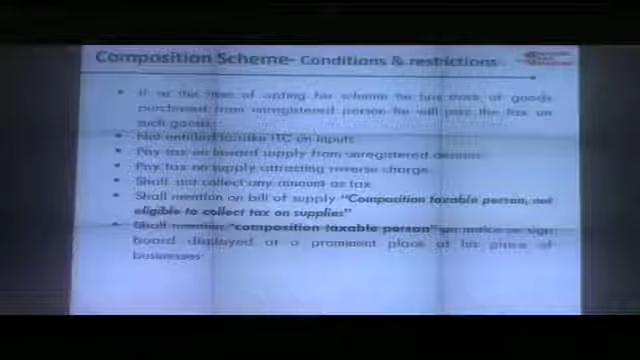 Composition Scheme- Conditions & restrictions
• If at the time of opting for scheme he has stock of goods
purchased from unregistered person he will pay the tax on
such goods.
• Not entitled to take ITC on inputs
• Pay tax on inward supply from unregistered
• Pay tax on supply attracting reverse charge.
• Shall not collect any amount as tax
• Shall mention on bill of supply "Composition taxable person, not
eligible to collect tax on supplies"
• Shall mention "composition taxable person" on notice or sign
board displayed at a prominent place at his place of
businesses